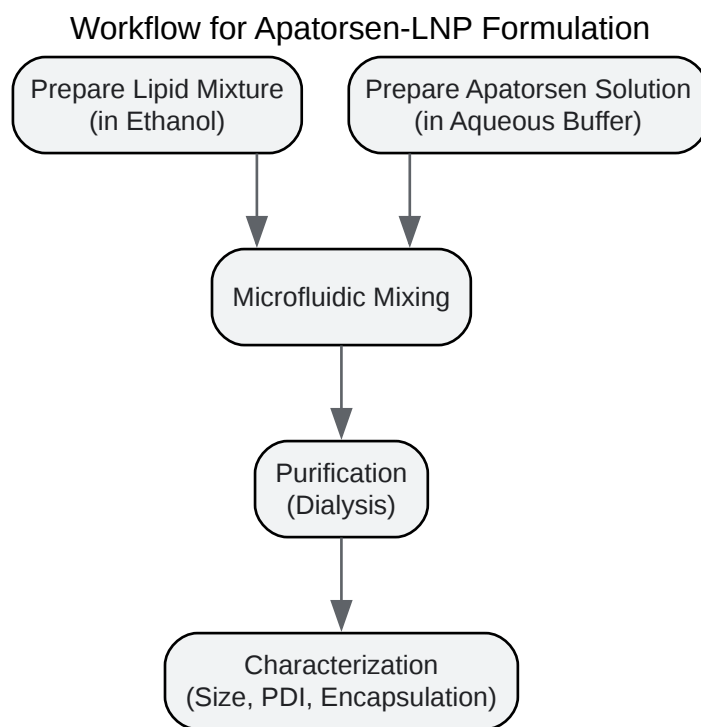 Workflow for Apatorsen-LNP Formulation
Prepare Lipid Mixture
(in Ethanol)
Prepare Apatorsen Solution
(in Aqueous Buffer)
Microfluidic Mixing
Purification
(Dialysis)
Characterization
(Size, PDI, Encapsulation)